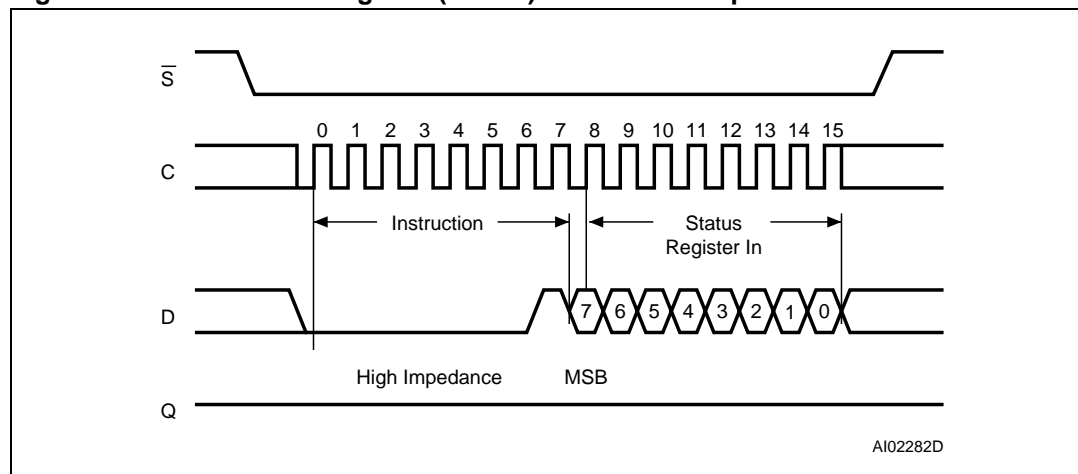 S
0 1 2 3 4 5 6 7 8 9 10 11 12 13 14 15
C
Instruction Status
Register In
D 7 6 5 4 3 2 1 0
High Impedance MSB
Q
AI02282D